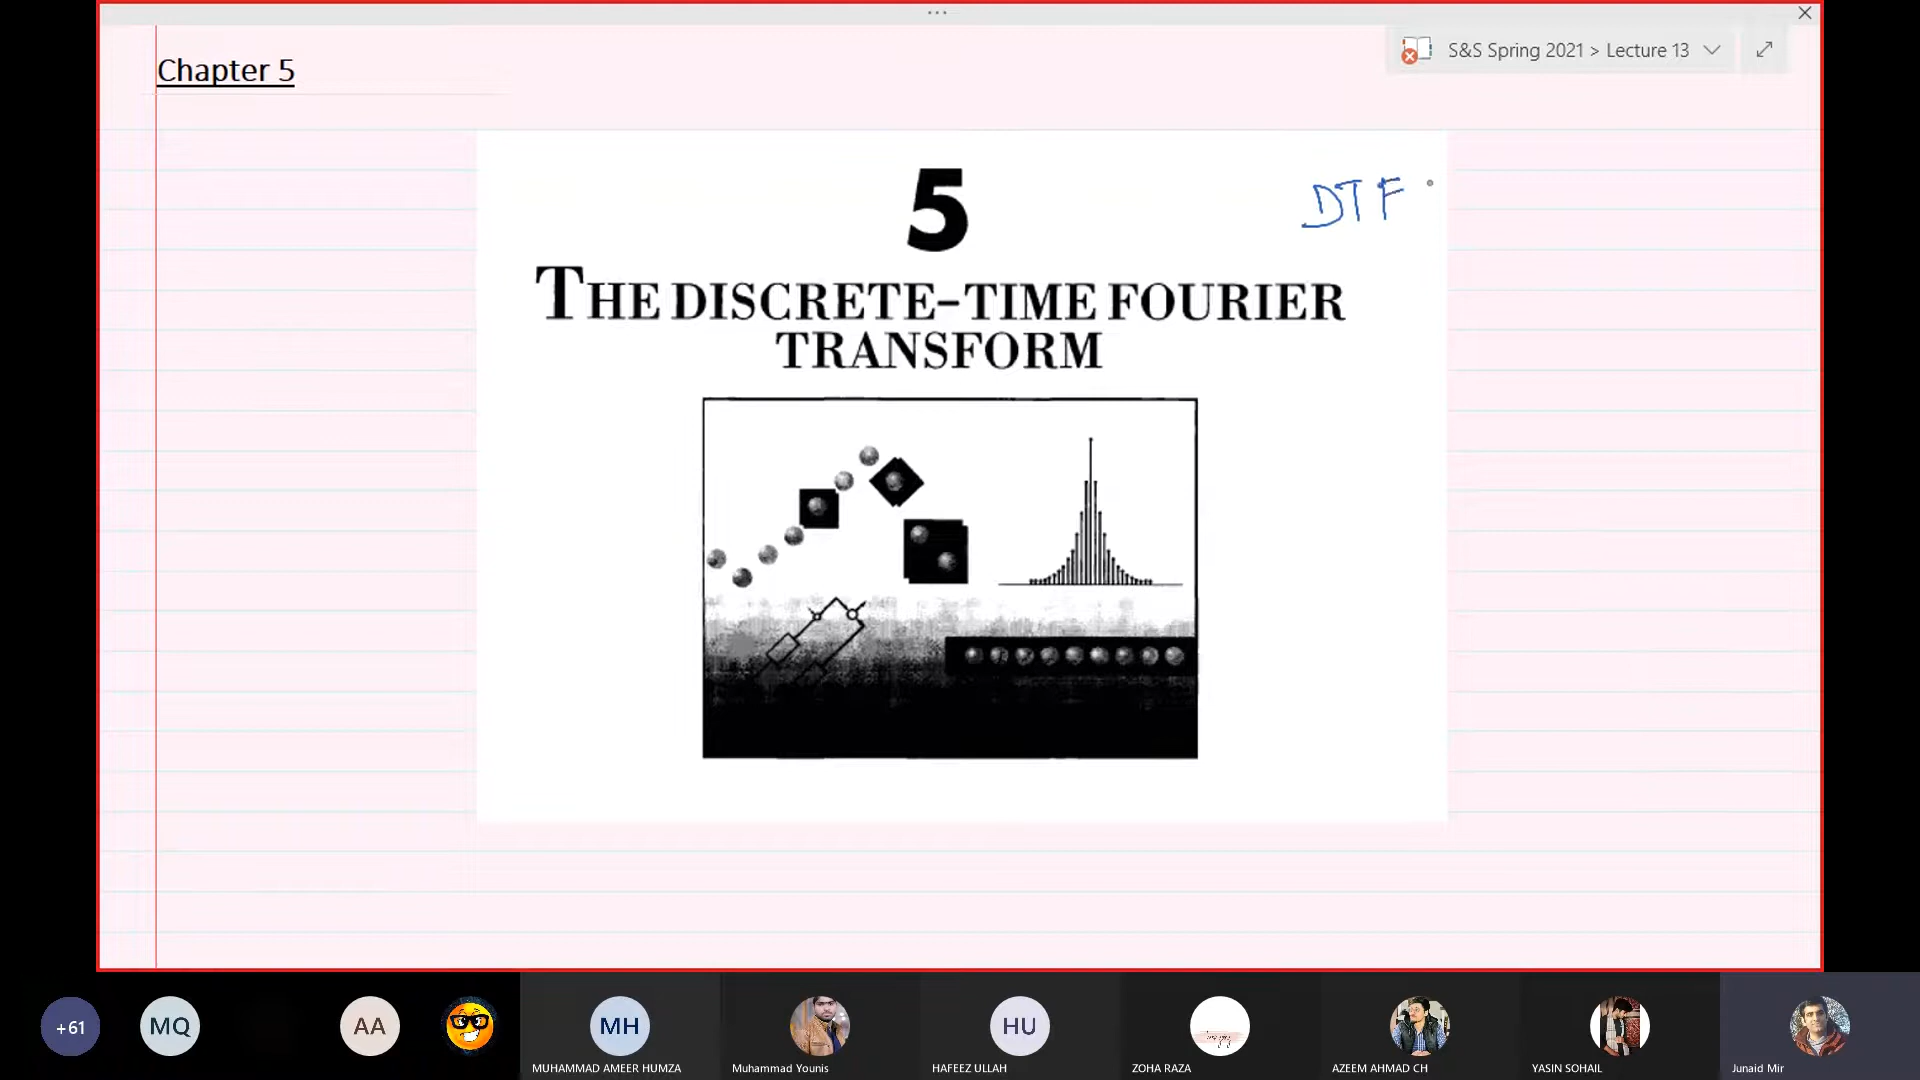 Chapter 5
S&S Spring 2021 > Lecture 13
DTF
5
THE DISCRETE-TIME FOURIER
TRANSFORM
+61
MQ
AA
MH
HU
MUHAMMAD AMEER HUMZA
Muhammad Younis
HAFEEZ ULLAH
ZOHA RAZA
AZEEM AHMAD CH
YASIN SOHAIL
Junaid Mir